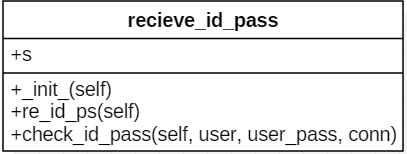 recieve_id_pass
+s
+_init_(self)
+re_id_ps(self)
+check_id_pass(self, user, user_pass, conn)